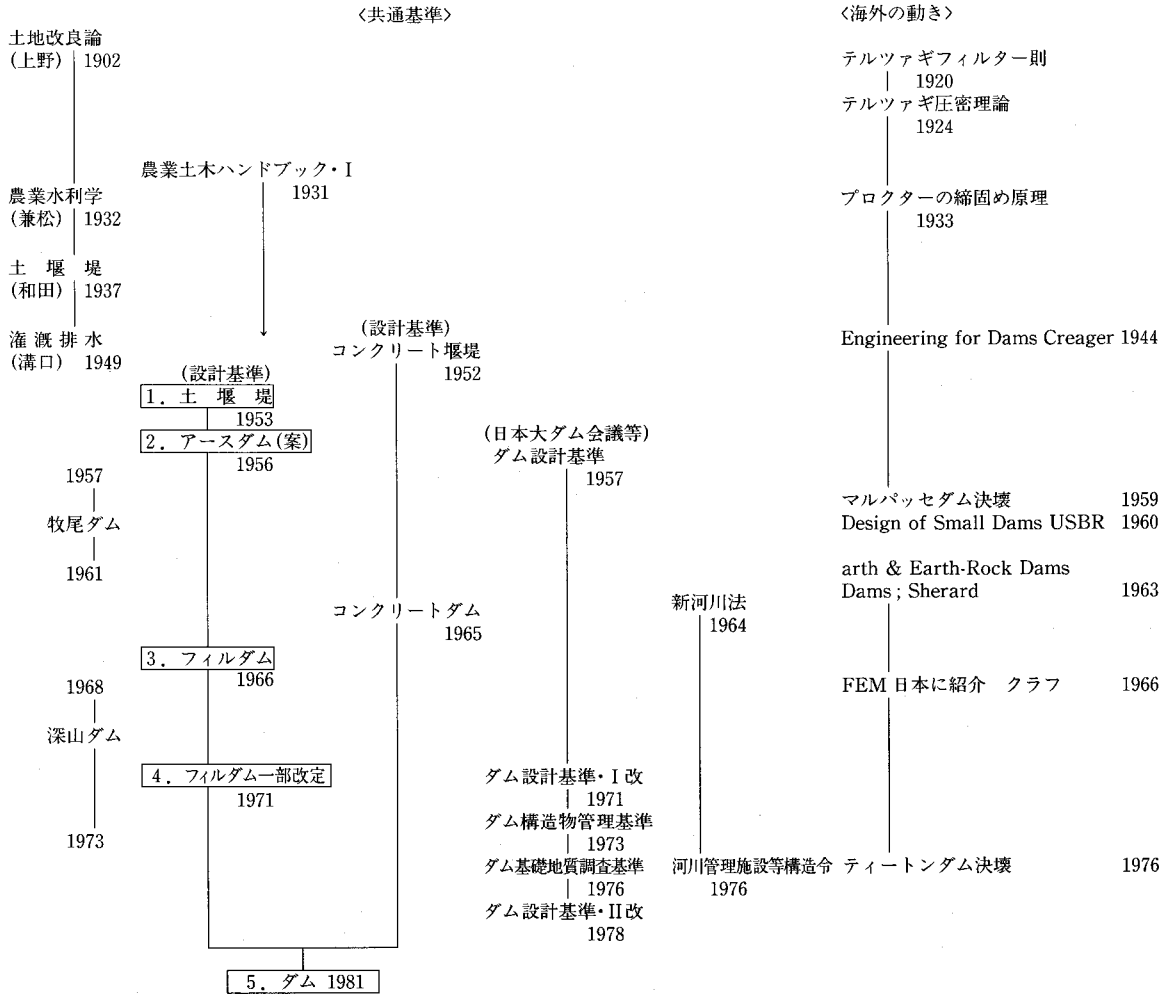 〈共通基準〉
〈海外の動き〉
土地改良論
(上野) 1902
農業水利学
(兼松) 1932
土堰堤
(和田) 1937
潅漑排水
(溝口) 1949
1957
牧尾ダム
1961
1968
深山ダム
1973
農業土木ハンドブック・I
1931
(設計基準)
1．土堰堤
1953
2．アースダム(案)
1956
3．フィルダム
1966
4．フィルダム一部改定
1971
5．ダム 1981
(設計基準)
コンクリート堰堤
1952
コンクリートダム
1965
(日本大ダム会議等)
ダム設計基準
1957
ダム設計基準・I改
1971
ダム構造物管理基準
1973
ダム基礎地質調査基準
1976
ダム設計基準・II改
1978
新河川法
1964
河川管理施設等構造令
1976
テルツァギフィルター則
1920
テルツァギ圧密理論
1924
プロクターの締固め原理
1933
Engineering for Dams Creager 1944
マルパッセダム決壊 1959
Design of Small Dams USBR 1960
arth & Earth-Rock Dams
Dams ; Sherard 1963
FEM日本に紹介 クラフ 1966
ティートンダム決壊 1976